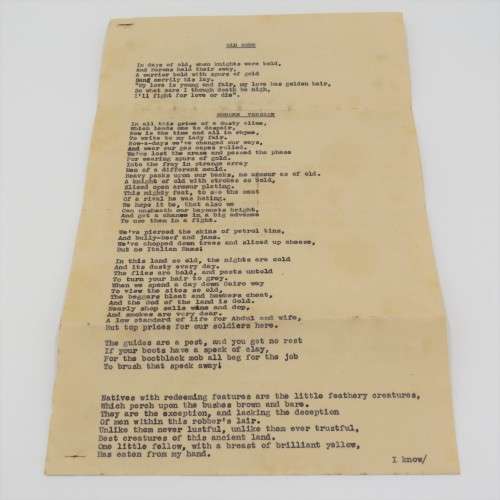 OLD SONG
In days of old, when knights were bold,
And Barons held their sway,
A warrior bold with spurs of gold
Sang merrily his lay.
"My love is young and fair, my love has golden hair,
So what care I though death be nigh,
I'll fight for love or die".
MODERN VERSION
In all this grime of a dusty clime,
Which leads one to despair,
Now is the time and all in rhyme,
To write to my lady fair.
Now-a-days we've changed our ways,
And wear our gas capes rolled
We've lost the and passed the phase
For wearing spurs of gold.
Into the fray in strange array
Men of a different mould.
Heavy packs upon our backs, no armour as of old.
A knight of old with strokes so bold,
Sliced open armour plating.
This mighty feat, to see the meat
Of a rival he was hating.
We hope it be, that also we
Can unsheath our bayonets bright,
And get a chance in a big advance
To use them in a fight.
We've pierced the skins of petrol tins,
And bully-beef and jams.
We've chopped down trees and sliced up cheese,
But no Italian Hams!
In this land so old, the nights are cold
And its dusty every day.
The flies are bald, and pests untold
To turn your hair to grey.
When we spend a day down Cairo way
To view the sites so old,
The beggars bleat and hawkers cheat,
And the God of the land is Gold.
Nearly shop sells wine and dop,
And smokes are very dear.
A low standard of life for Abdul and wife,
But top prices for our soldiers here.
The guides are a pest, and you get no rest
If your boots have a speck of clay,
For the bootblack mob all beg for the job
To brush that speck away!
Natives with redeeming features are the little feathery creatures,
Which perch upon the bushes brown and bare.
They are the exception, and lacking the deception
Of men within this robber's lair.
Unlike them never lustful, unlike them ever trustful,
Best creatures of this ancient land.
One little fellow, with a breast of brilliant yellow,
Has eaten from my hand.
I know/